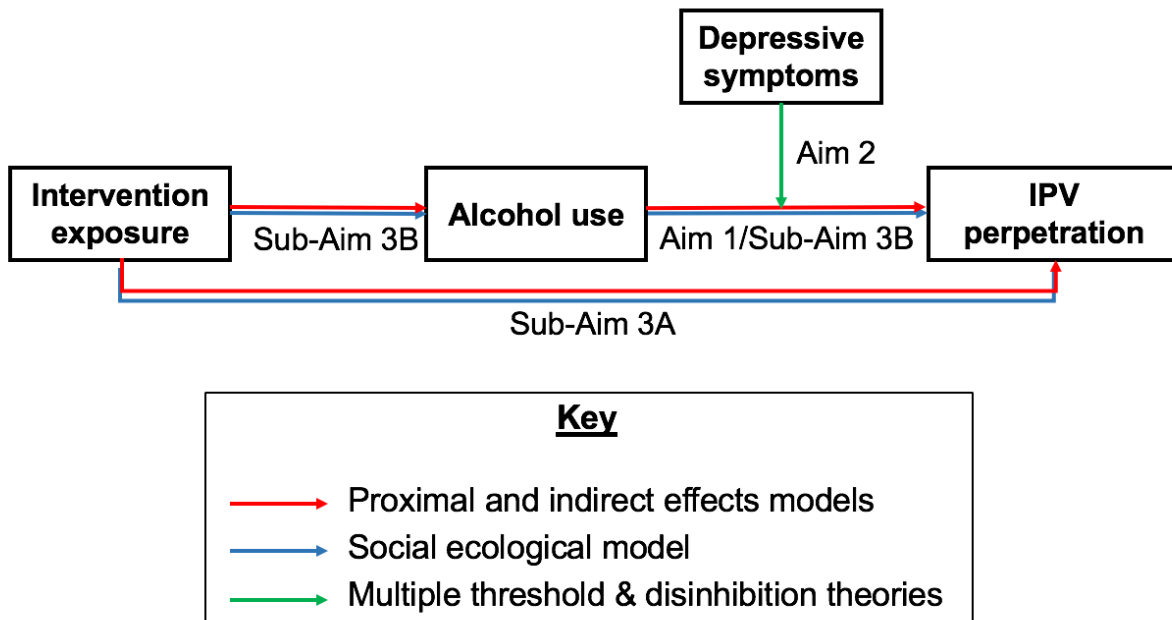 Depressive
symptoms
Aim 2
Intervention
exposure
Sub-Aim 3B
Alcohol use
Aim 1/Sub-Aim 3B
IPV
perpetration
Sub-Aim 3A
Key
Proximal and indirect effects models
Social ecological model
Multiple threshold & disinhibition theories